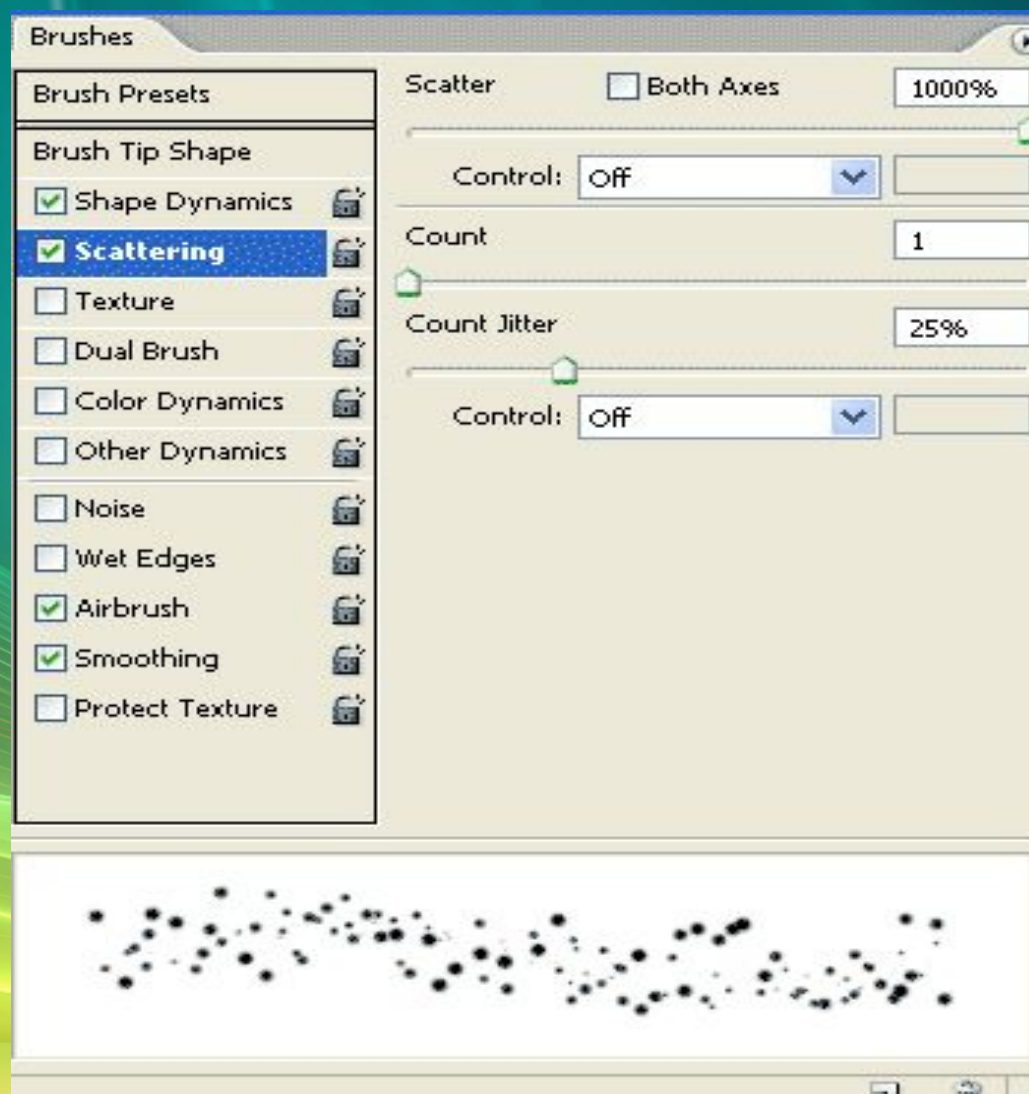 Brushes
Brush Presets
Brush Tip Shape
Shape Dynamics
Scattering
Texture
Dual Brush
Color Dynamics
Other Dynamics
Noise
Wet Edges
Airbrush
Smoothing
Protect Texture
Scatter Both Axes 1000%
Control: Off
Count 1
Count Jitter 25%
Control: Off